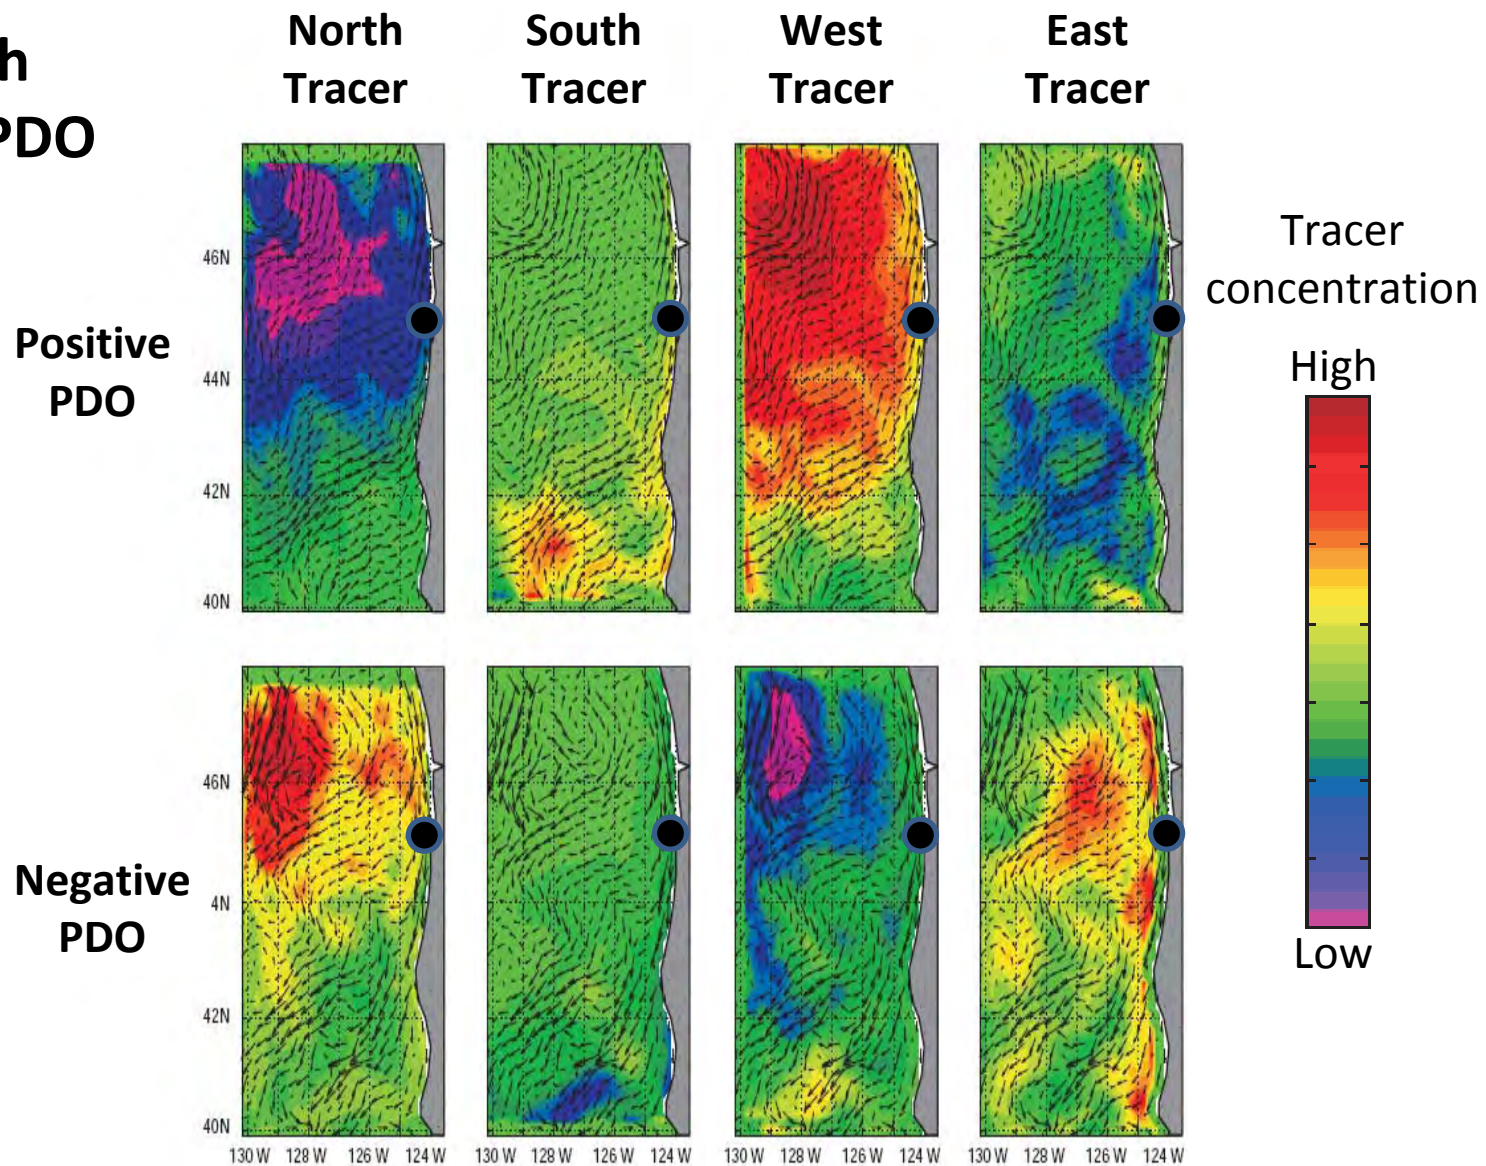 h
PDO
North
Tracer
South
Tracer
West
Tracer
East
Tracer
Positive
PDO
46N
44N
42N
40N
Tracer
concentration
High
Low
Negative
PDO
46N
4N
42N
40N
130 W 128 W 126 W 124 W
130 W 128 W 126 W 124 W
130 W 128 W 126 W 124 W
130 W 128 W 126 W 124 W